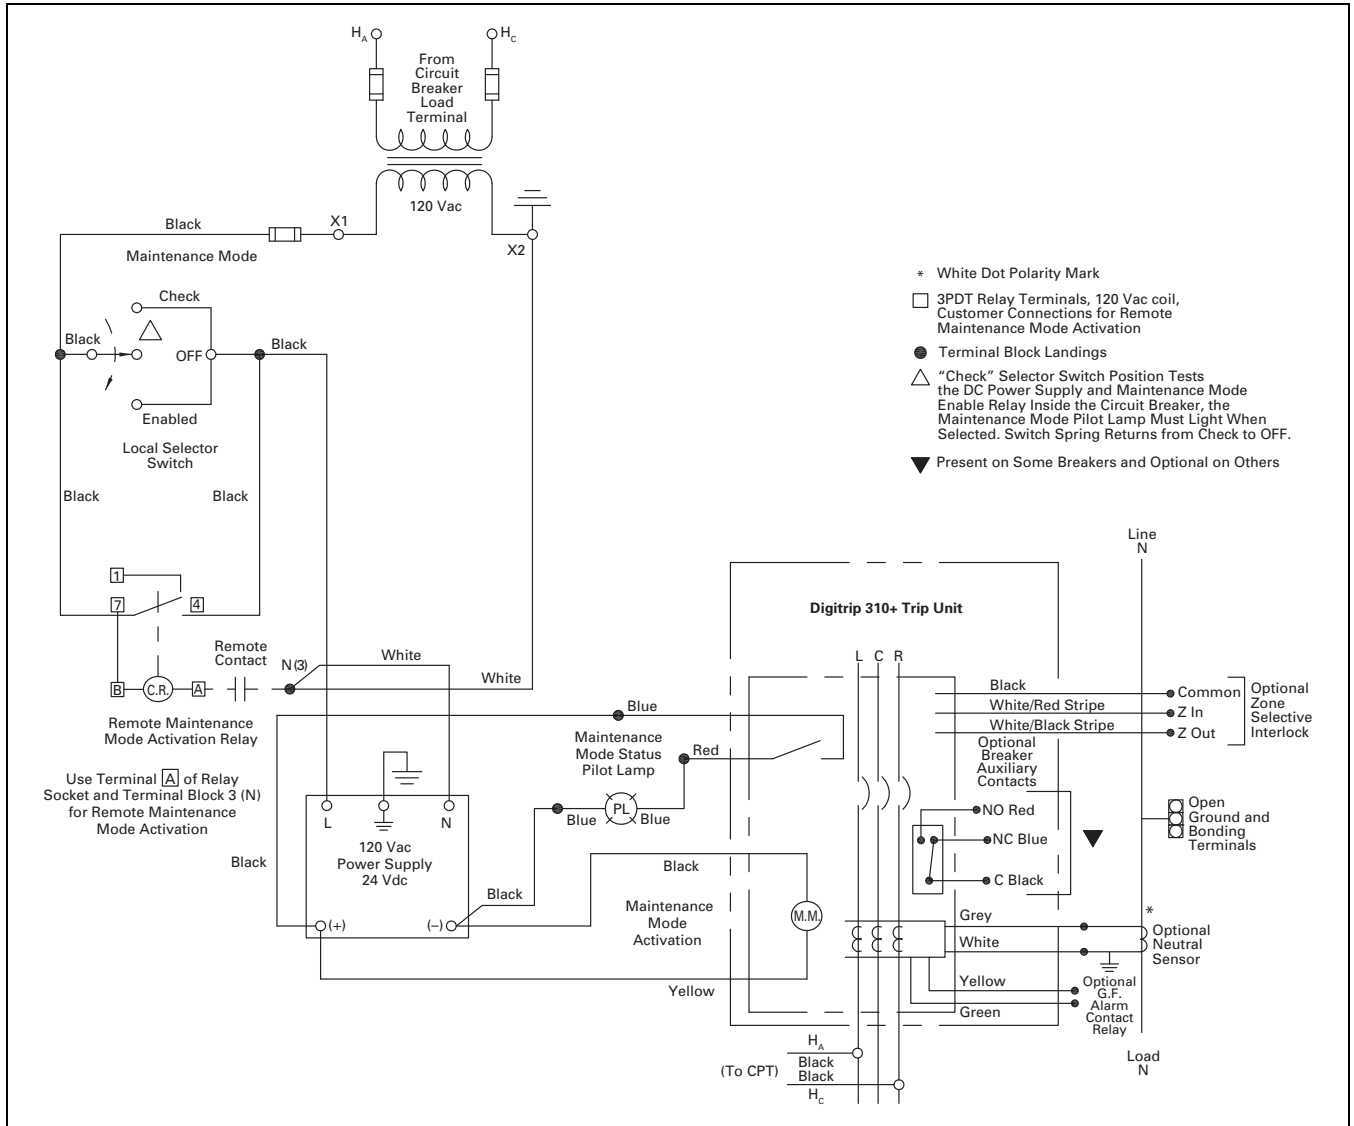 HA
HC
From
Circuit
Breaker
Load
Terminal
120 Vac
Black
X1
X2
Maintenance Mode
Check
Black
OFF
Black
Enabled
Local Selector
Switch
Black
Black
* White Dot Polarity Mark
3PDT Relay Terminals, 120 Vac coil,
Customer Connections for Remote
Maintenance Mode Activation
Terminal Block Landings
“Check” Selector Switch Position Tests
the DC Power Supply and Maintenance Mode
Enable Relay Inside the Circuit Breaker, the
Maintenance Mode Pilot Lamp Must Light When
Selected. Switch Spring Returns from Check to OFF.
Present on Some Breakers and Optional on Others
1
7
4
Remote
Contact
N (3)
White
White
B
C.R.
A
Remote Maintenance
Mode Activation Relay
Use Terminal A of Relay
Socket and Terminal Block 3 (N)
for Remote Maintenance
Mode Activation
Blue
Maintenance
Mode Status
Pilot Lamp
Red
Blue
PL
Blue
L
N
120 Vac
Power Supply
24 Vdc
Black
Black
Black
(+)
(–)
Maintenance
Mode
Activation
M.M.
Yellow
Digitrip 310+ Trip Unit
L C R
Line
N
Black
White/Red Stripe
White/Black Stripe
Common
Z In
Z Out
Optional
Zone
Selective
Interlock
Optional
Breaker
Auxiliary
Contacts
NO Red
NC Blue
C Black
Open
Ground and
Bonding
Terminals
Grey
White
*
Optional
Neutral
Sensor
Yellow
Green
Optional
G.F.
Alarm
Contact
Relay
Load
N
HA
(To CPT)
Black
Black
HC